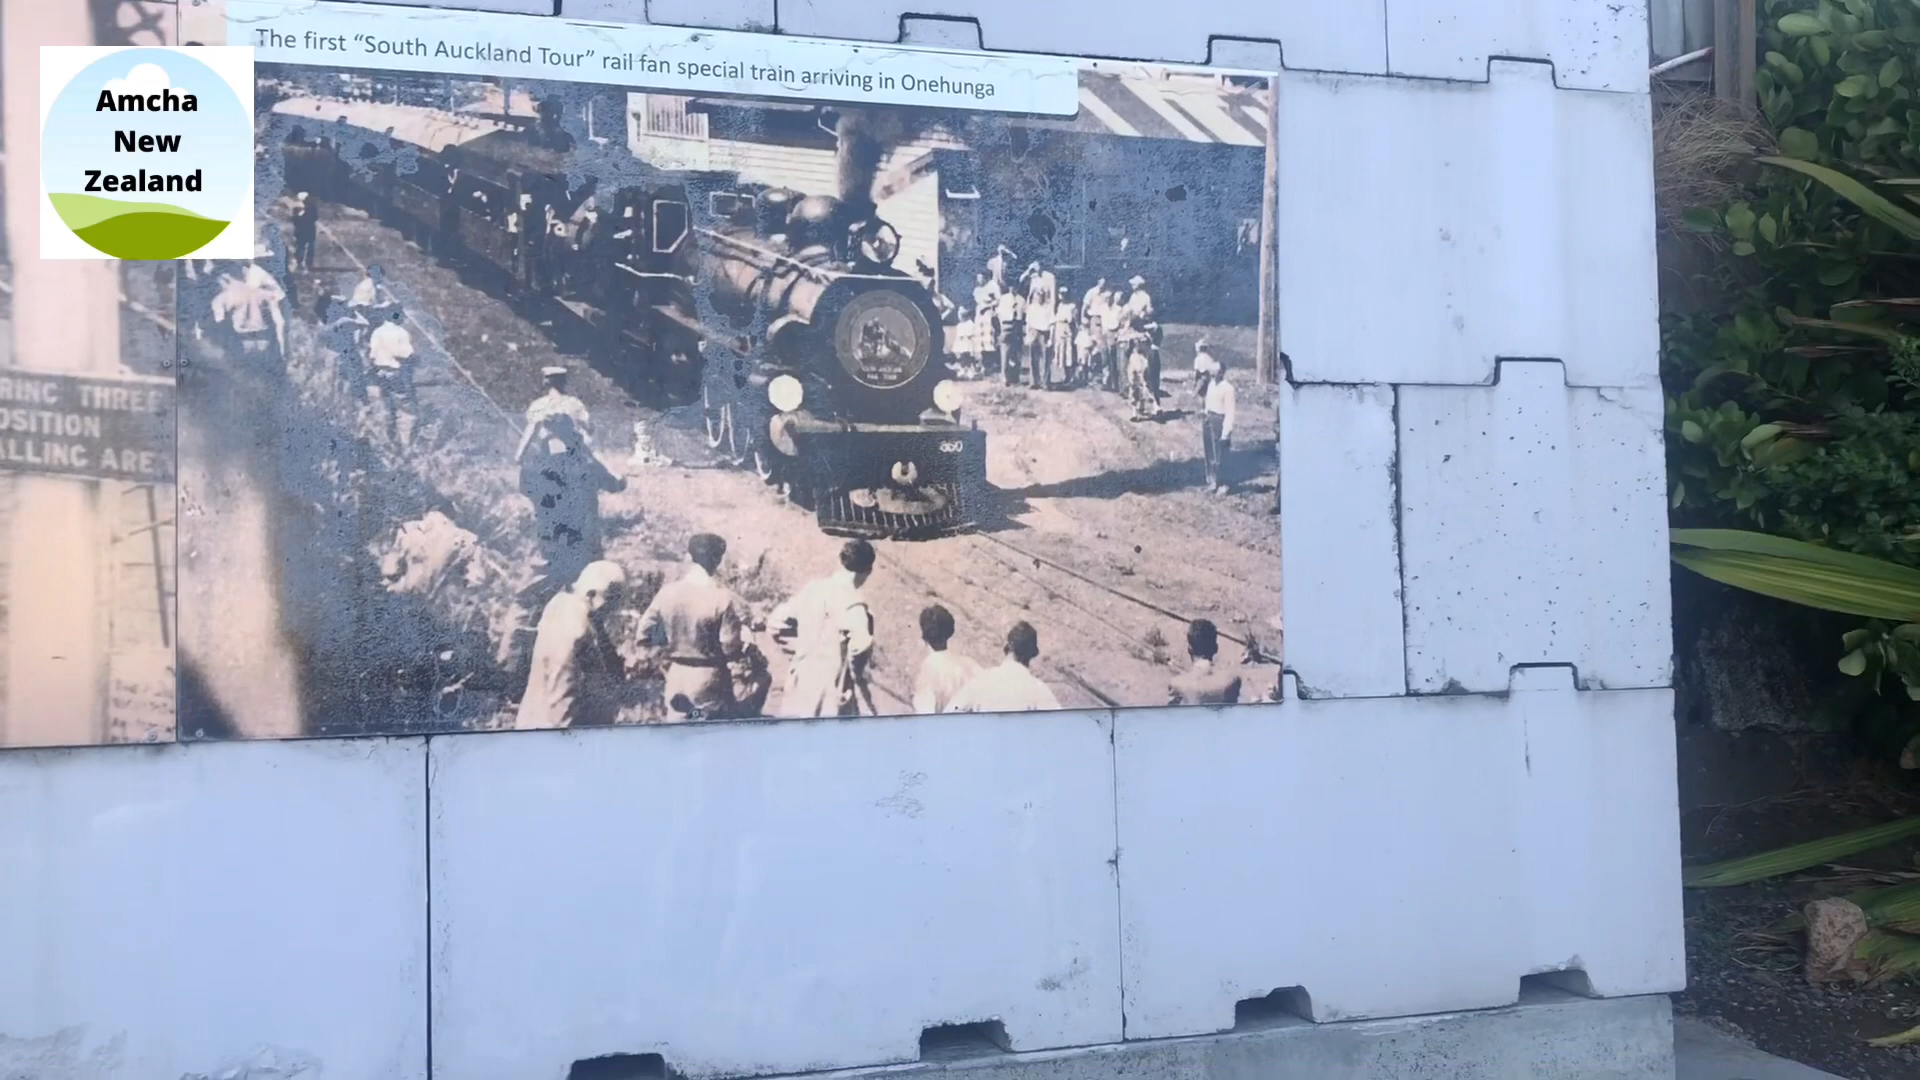 Amcha
New
Zealand
The first “South Auckland Tour” rail fan special train arriving in Onehunga
RING THREE
OSITION
ALLING ARE
860